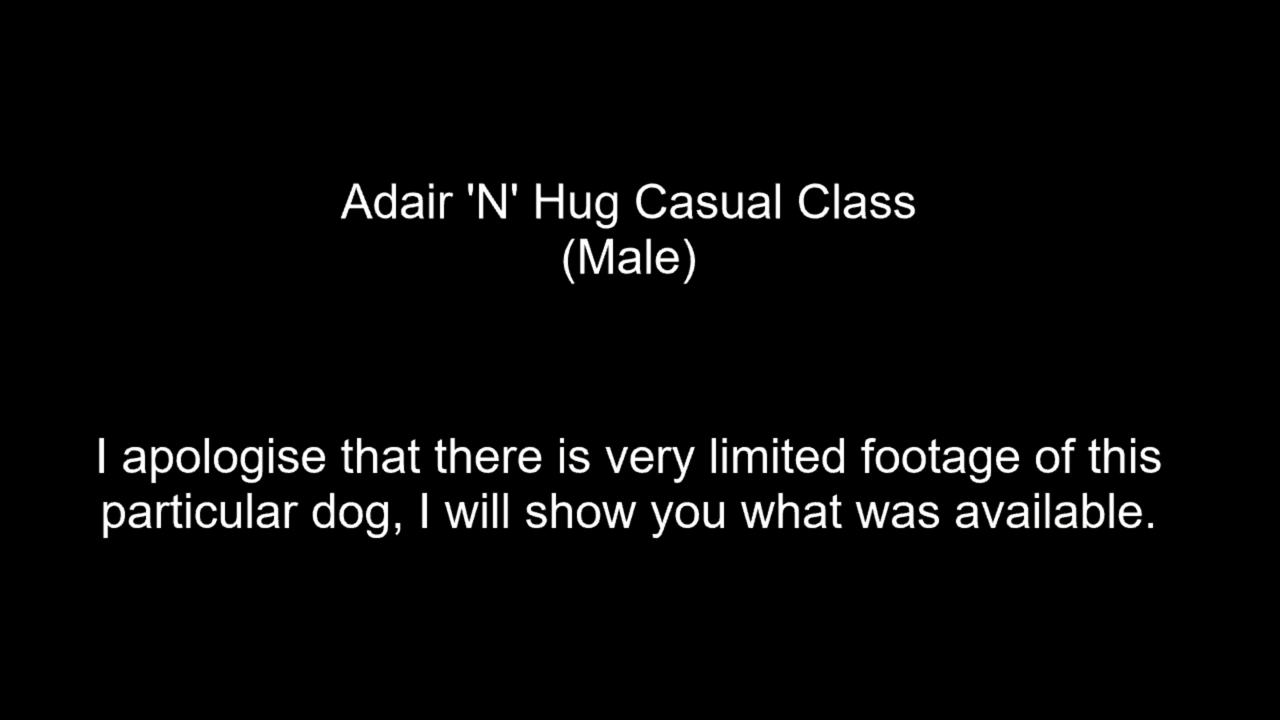 Adair 'N' Hug Casual Class
(Male)
I apologise that there is very limited footage of this
particular dog, I will show you what was available.